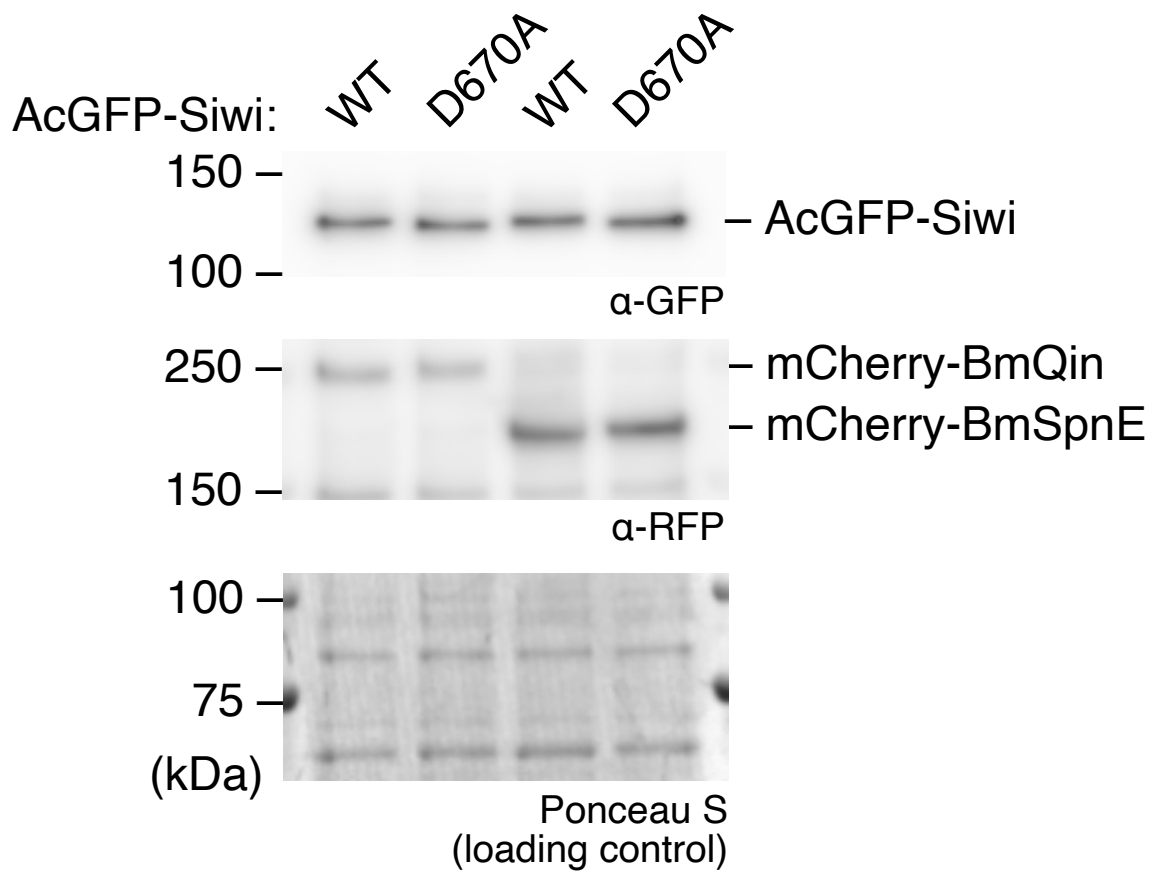 WT D670A WT D670A
AcGFP-Siwi:
150 –
– AcGFP-Siwi
100 –
α-GFP
250 –
– mCherry-BmQin
– mCherry-BmSpnE
150 –
α-RFP
100 –
75 –
(kDa)
Ponceau S
(loading control)